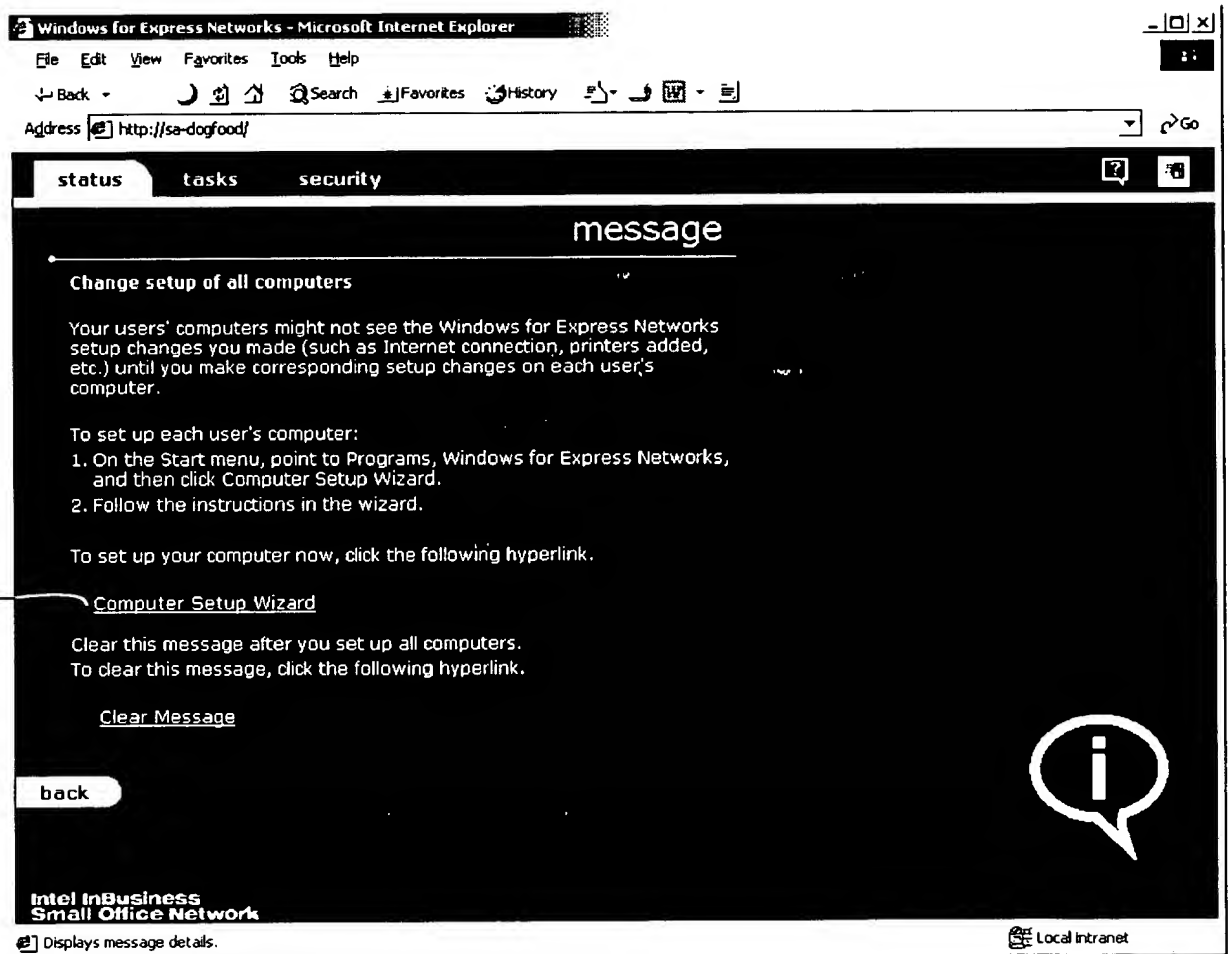 Windows for Express Networks - Microsoft Internet Explorer
File Edit View Favorites Tools Help
Back Search Favorites History
Address http://sa-dogfood/ Go
status tasks security
message
Change setup of all computers
Your users' computers might not see the Windows for Express Networks
setup changes you made (such as Internet connection, printers added,
etc.) until you make corresponding setup changes on each user's
computer.
To set up each user's computer:
1. On the Start menu, point to Programs, Windows for Express Networks,
and then click Computer Setup Wizard.
2. Follow the instructions in the wizard.
To set up your computer now, click the following hyperlink.
Computer Setup Wizard
Clear this message after you set up all computers.
To clear this message, click the following hyperlink.
Clear Message
back
Intel InBusiness
Small Office Network
Displays message details. Local intranet